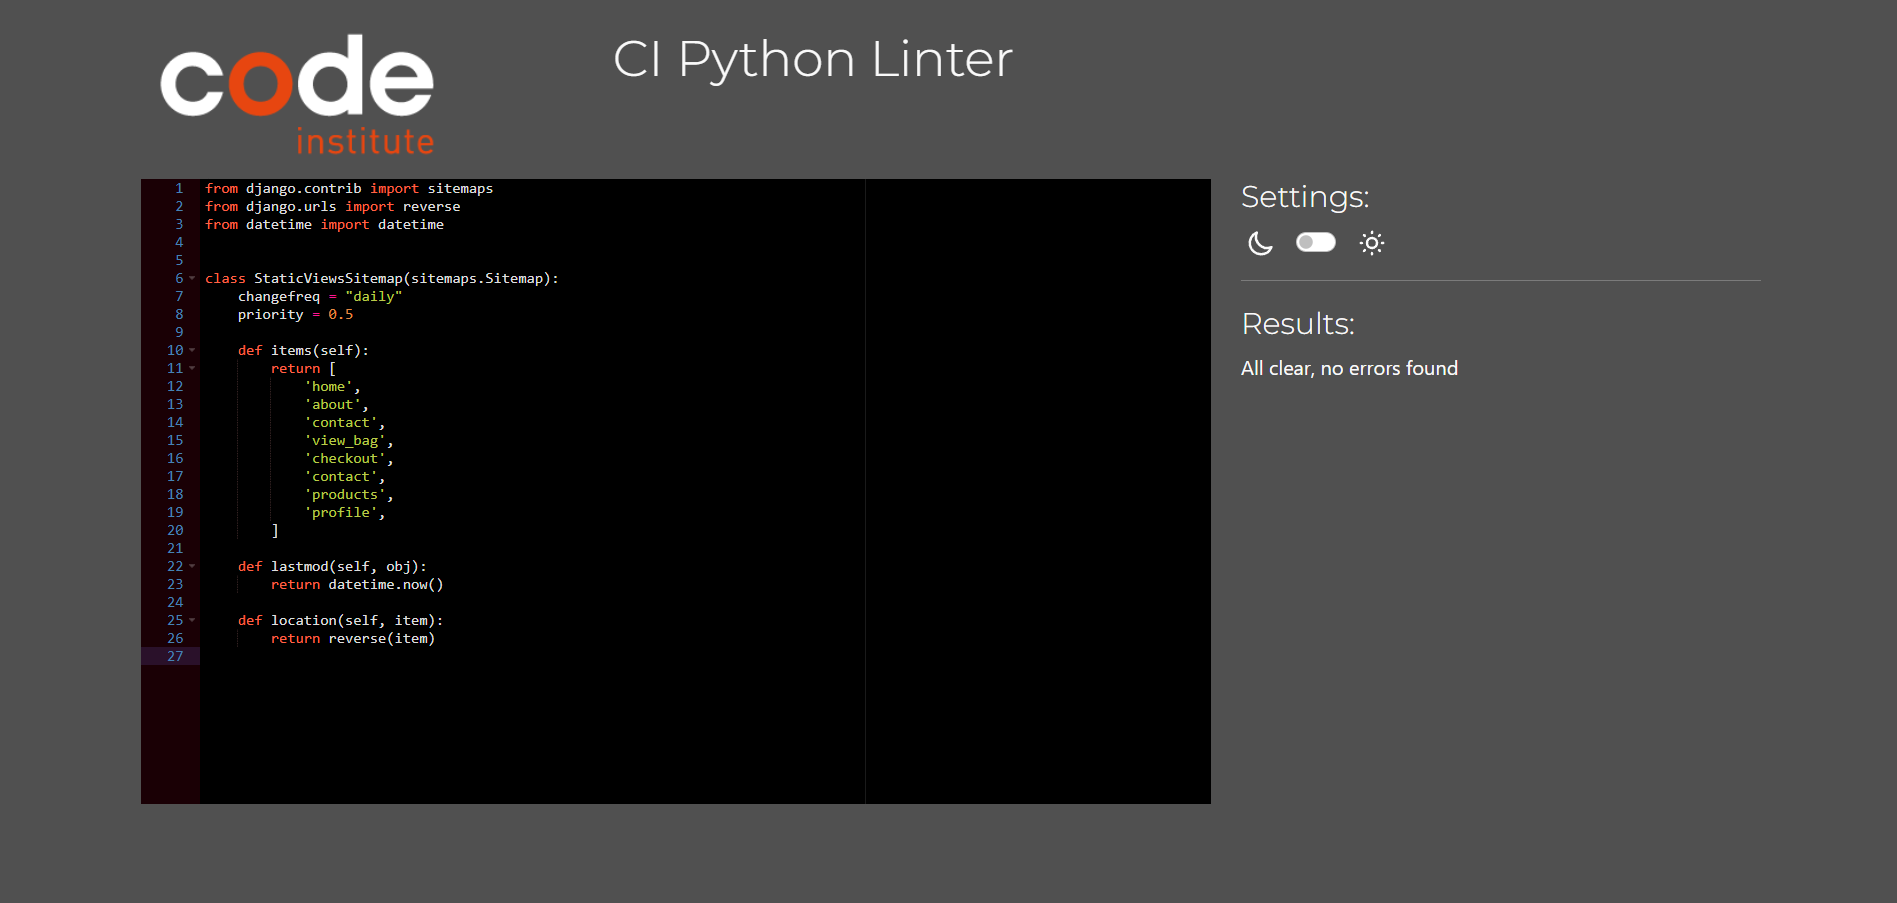 code
institute
CI Python Linter
1 from django.contrib import sitemaps
2 from django.urls import reverse
3 from datetime import datetime
4
5
6 class StaticViewsSitemap(sitemaps.Sitemap):
7     changefreq = "daily"
8     priority = 0.5
9
10     def items(self):
11         return [
12             'home',
13             'about',
14             'contact',
15             'view_bag',
16             'checkout',
17             'contact',
18             'products',
19             'profile',
20         ]
21
22     def lastmod(self, obj):
23         return datetime.now()
24
25     def location(self, item):
26         return reverse(item)
27
Settings:
Results:
All clear, no errors found